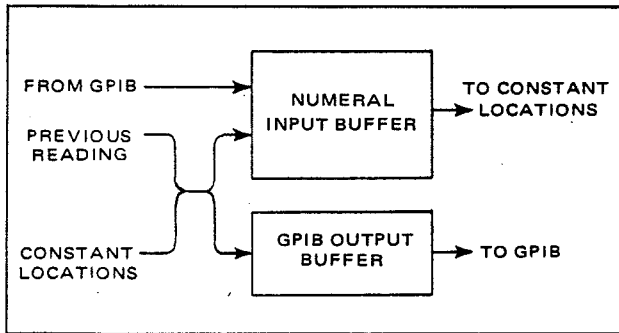 FROM GPIB
PREVIOUS
READING
CONSTANT
LOCATIONS
NUMERAL
INPUT BUFFER
GPIB OUTPUT
BUFFER
TO CONSTANT
LOCATIONS
TO GPIB